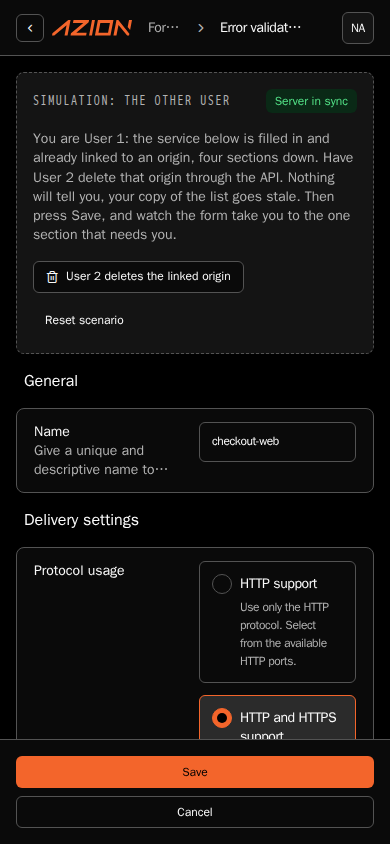 AZION
For···
Error validat···
NA
SIMULATION: THE OTHER USER
Server in sync
You are User 1: the service below is filled in and
already linked to an origin, four sections down. Have
User 2 delete that origin through the API. Nothing
will tell you, your copy of the list goes stale. Then
press Save, and watch the form take you to the one
section that needs you.
User 2 deletes the linked origin
Reset scenario
General
Name
Give a unique and
descriptive name to···
checkout-web
Delivery settings
Protocol usage
HTTP support
Use only the HTTP
protocol. Select
from the available
HTTP ports.
HTTP and HTTPS
support
Save
Cancel